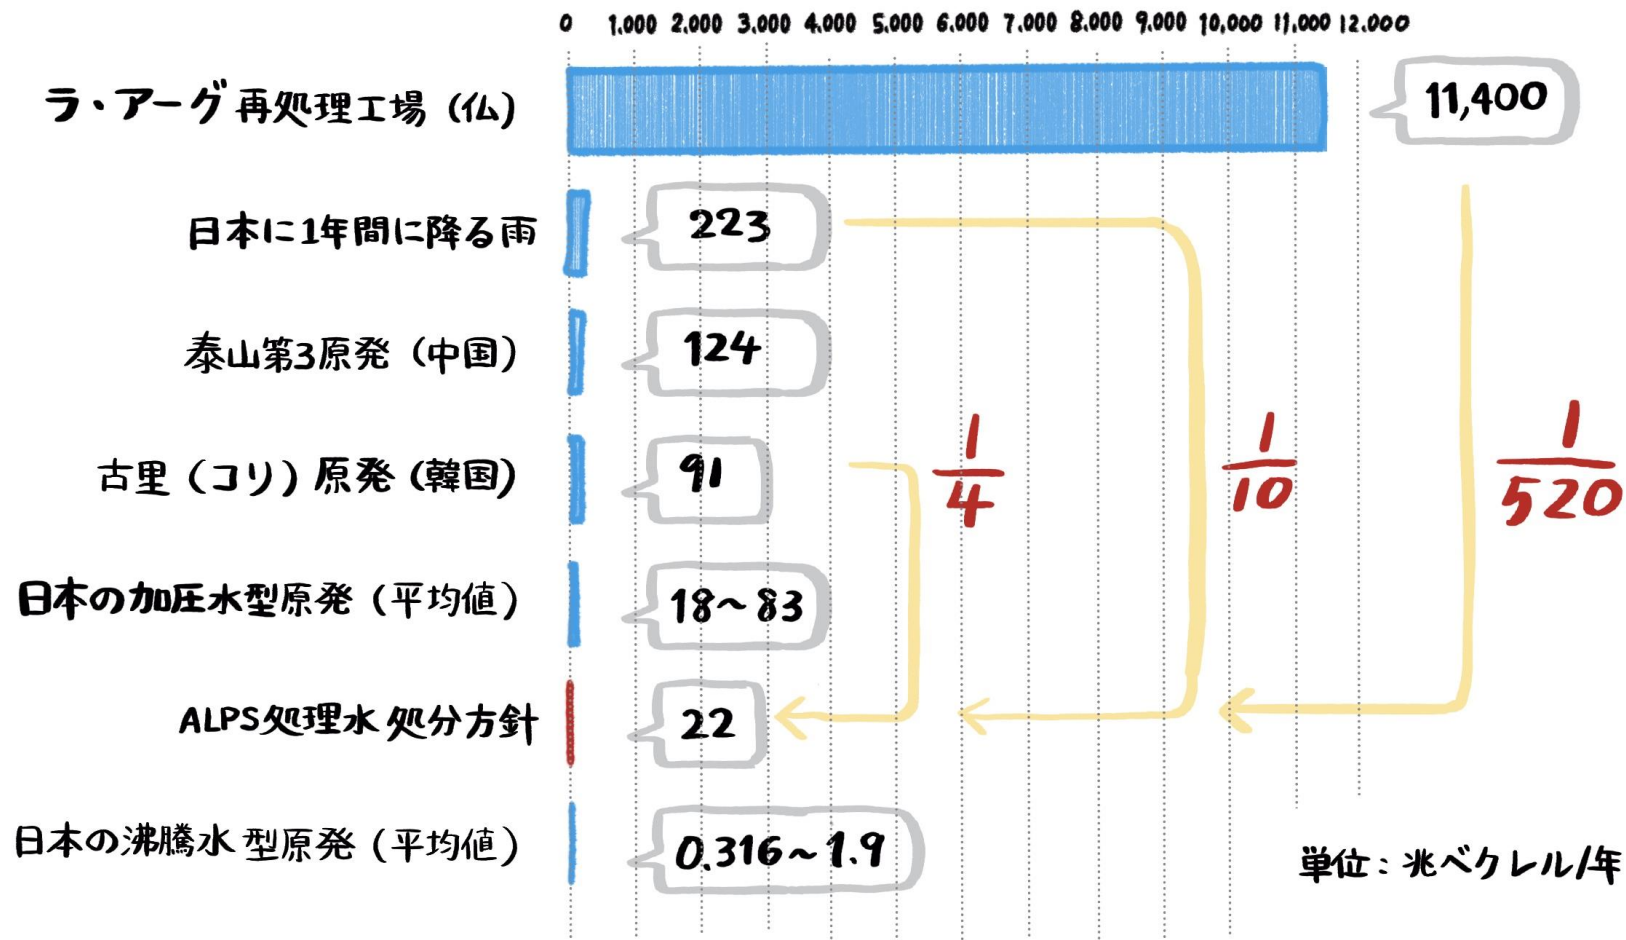 0 1.000 2.000 3.000 4.000 5.000 6.000 7.000 8.000 9.000 10.000 11.000 12.000
ラ・アーグ再処理工場(仏) 11,400
日本に1年間に降る雨 223
泰山第3原発(中国) 124
古里(コリ)原発(韓国) 91
1/4
1/10
1/520
日本の加圧水型原発(平均値) 18~83
ALPS処理水処分方針 22
日本の沸騰水型原発(平均値) 0.316~1.9
単位:兆ベクレル/年